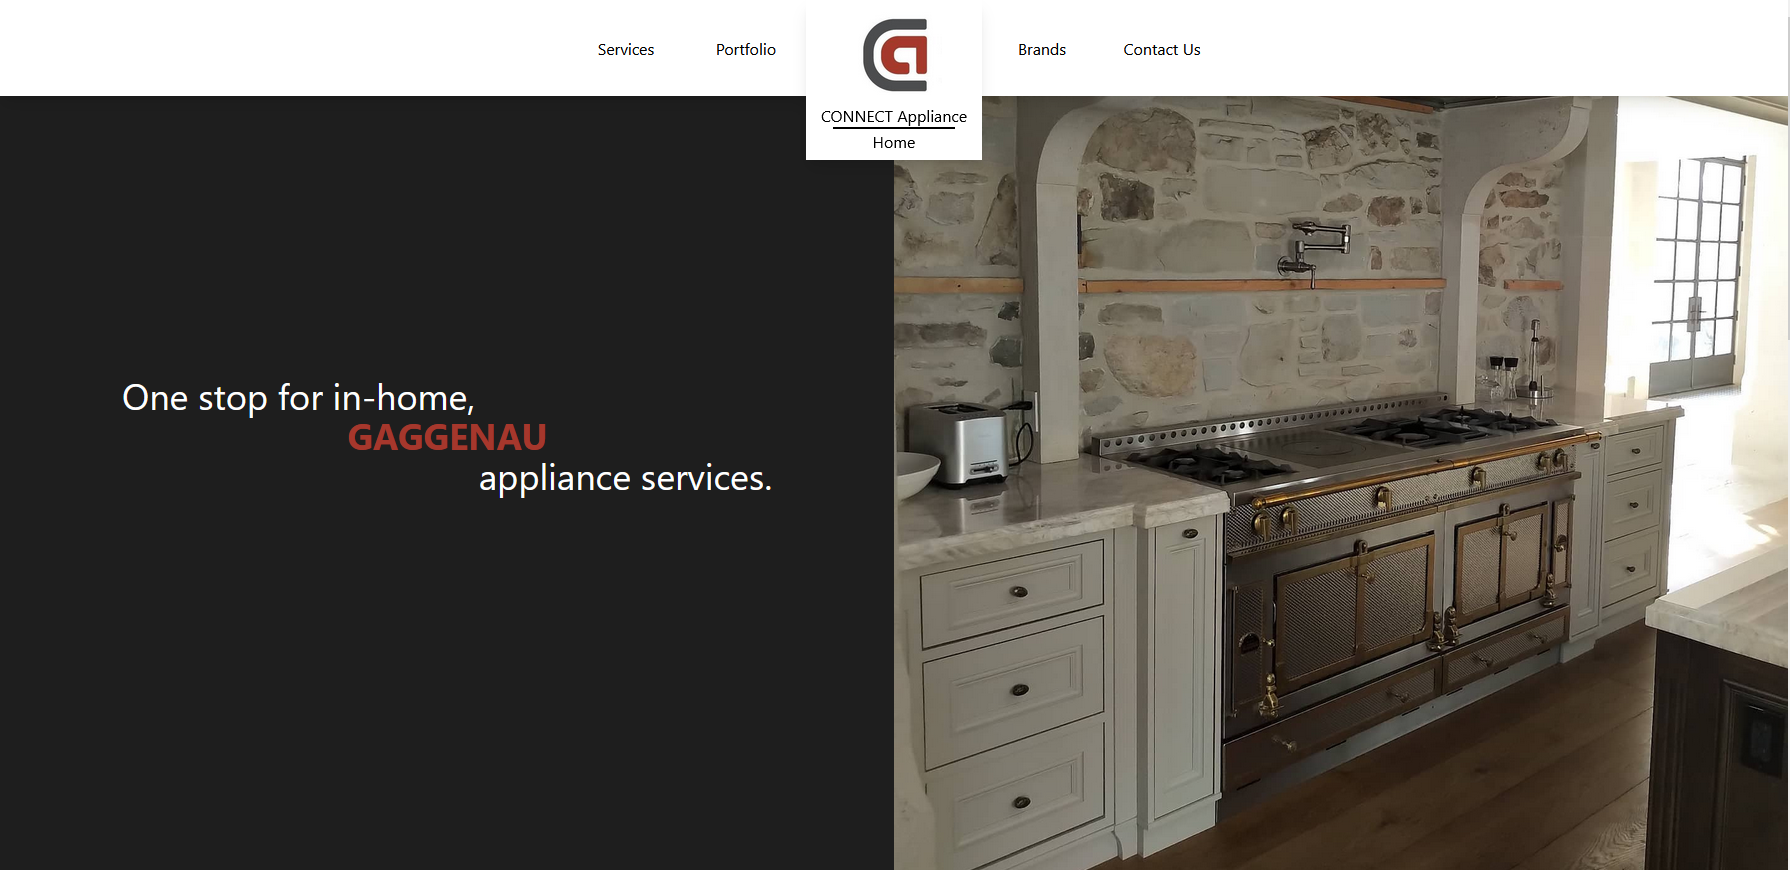 Services
Portfolio
CONNECT Appliance
Home
Brands
Contact Us
One stop for in-home,
GAGGENAU
appliance services.